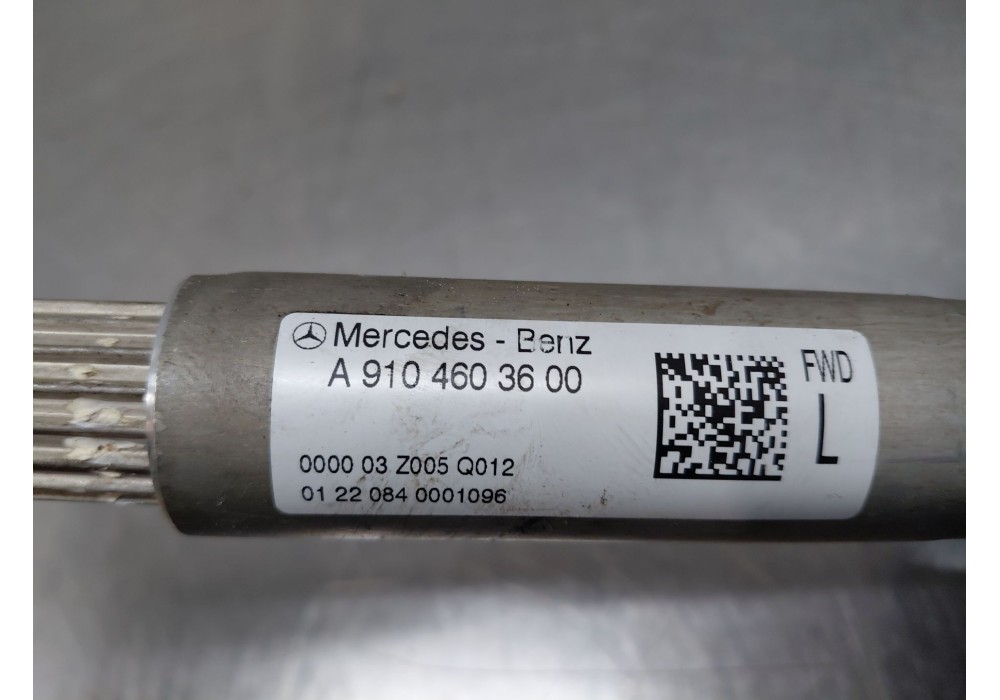 Mercedes - Benz
A 910 460 36 00
FWD
L
0000 03 Z005 Q012
01 22 084 0001096